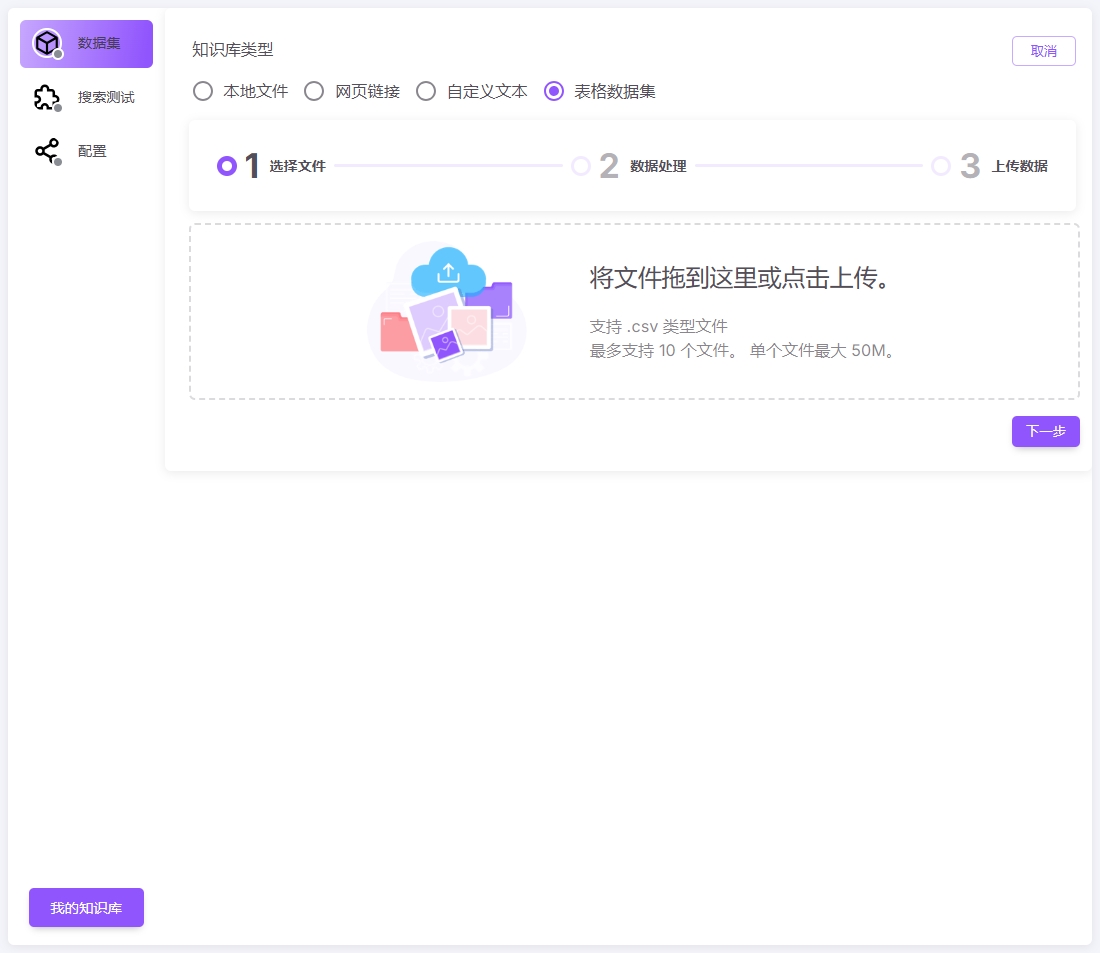 数据集
搜索测试
配置
知识库类型
取消
本地文件 网页链接 自定义文本 表格数据集
1 选择文件 2 数据处理 3 上传数据
将文件拖到这里或点击上传。
支持 .csv 类型文件
最多支持 10 个文件。 单个文件最大 50M。
下一步
我的知识库